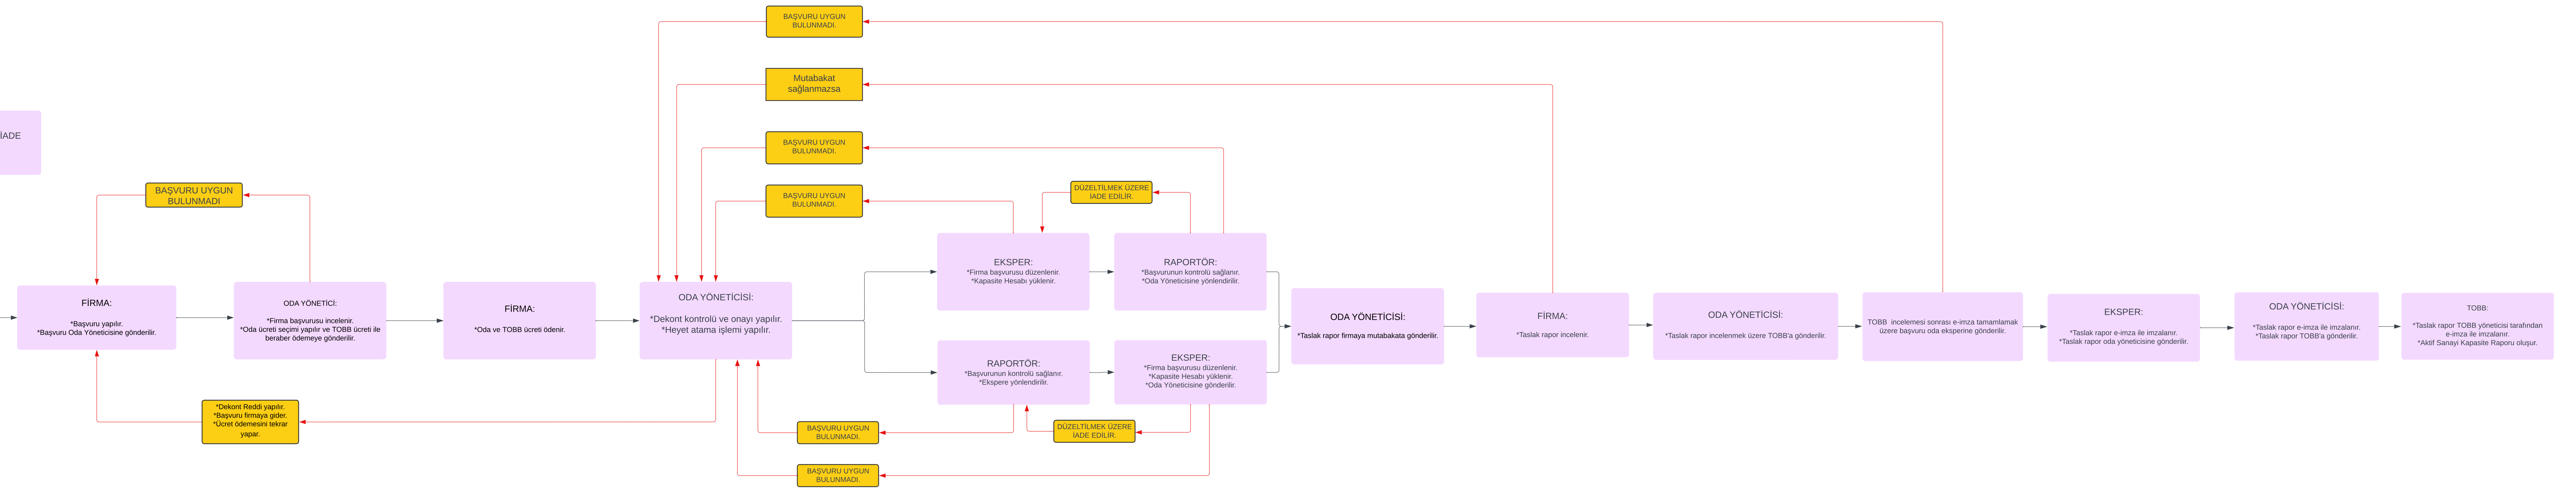 BAŞVURU UYGUN
BULUNMADI.
Mutabakat
sağlanmazsa
İADE
BAŞVURU UYGUN
BULUNMADI.
BAŞVURU UYGUN
BULUNMADI
BAŞVURU UYGUN
BULUNMADI.
DÜZELTİLMEK ÜZERE
İADE EDİLİR.
FİRMA:
*Başvuru yapılır.
*Başvuru Oda Yöneticisine gönderilir.
ODA YÖNETİCİ:
*Firma başvurusu incelenir.
*Oda ücreti seçimi yapılır ve TOBB ücreti ile
beraber ödemeye gönderilir.
FİRMA:
*Oda ve TOBB ücreti ödenir.
ODA YÖNETİCİSİ:
*Dekont kontrolü ve onayı yapılır.
*Heyet atama işlemi yapılır.
EKSPER:
*Firma başvurusu düzenlenir.
*Kapasite Hesabı yüklenir.
RAPORTÖR:
*Başvurunun kontrolü sağlanır.
*Oda Yöneticisine yönlendirilir.
RAPORTÖR:
*Başvurunun kontrolü sağlanır.
*Ekspere yönlendirilir.
EKSPER:
*Firma başvurusu düzenlenir.
*Kapasite Hesabı yüklenir.
*Oda Yöneticisine gönderilir.
ODA YÖNETİCİSİ:
*Taslak rapor firmaya mutabakata gönderilir.
FİRMA:
*Taslak rapor incelenir.
ODA YÖNETİCİSİ:
*Taslak rapor incelenmek üzere TOBB'a gönderilir.
TOBB incelemesi sonrası e-imza tamamlamak
üzere başvuru oda eksperine gönderilir.
EKSPER:
*Taslak rapor e-imza ile imzalanır.
*Taslak rapor oda yöneticisine gönderilir.
ODA YÖNETİCİSİ:
*Taslak rapor e-imza ile imzalanır.
*Taslak rapor TOBB'a gönderilir.
TOBB:
*Taslak rapor TOBB yöneticisi tarafından
e-imza ile imzalanır.
*Aktif Sanayi Kapasite Raporu oluşur.
*Dekont Reddi yapılır.
*Başvuru firmaya gider.
*Ücret ödemesini tekrar
yapar.
BAŞVURU UYGUN
BULUNMADI.
DÜZELTİLMEK ÜZERE
İADE EDİLİR.
BAŞVURU UYGUN
BULUNMADI.